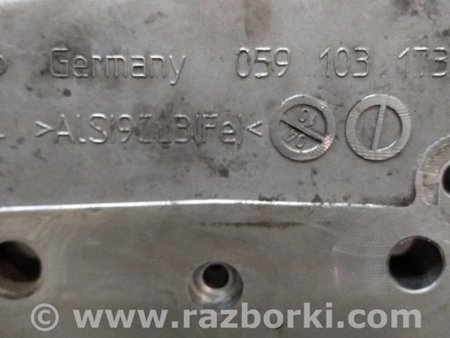 Germany 059 103 173
>AlSi9Cu3(Fe)<
www.razborki.com